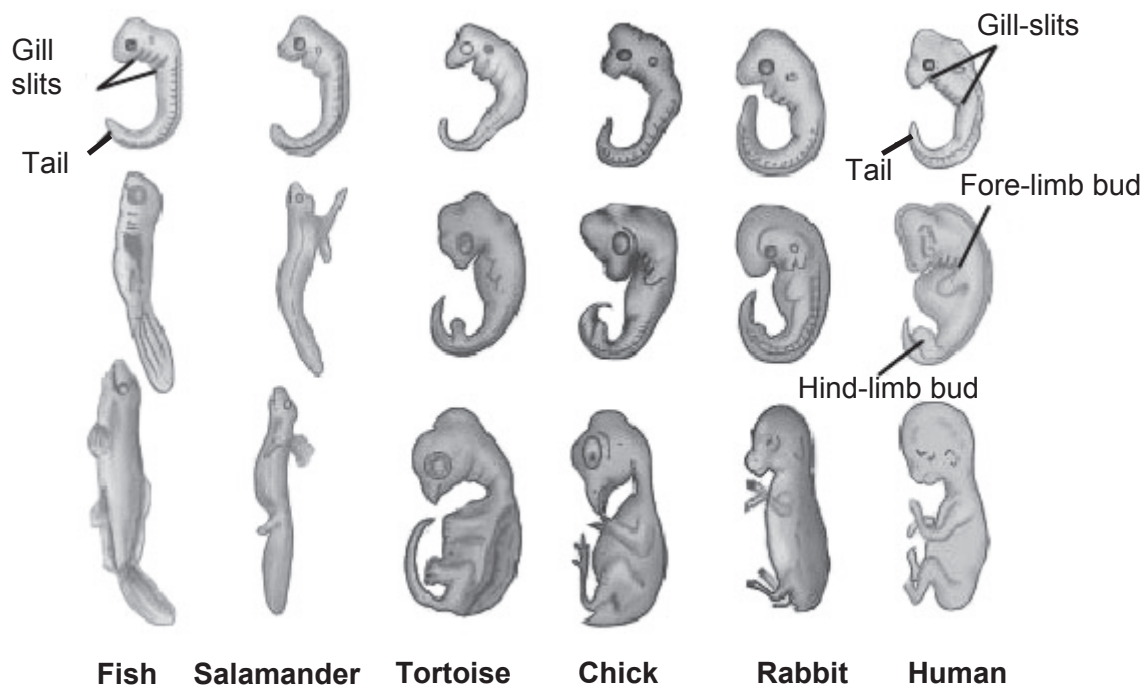 Gill
slits
Tail
Gill-slits
Tail
Fore-limb bud
Hind-limb bud
Fish Salamander Tortoise Chick Rabbit Human